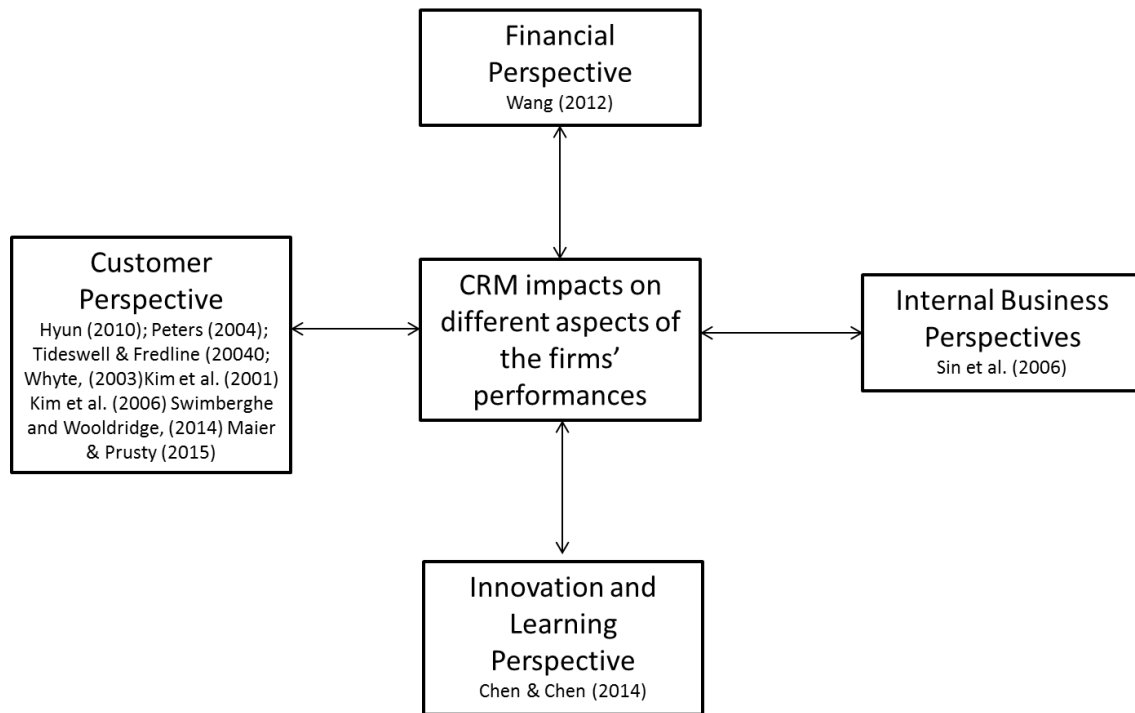 Financial
Perspective
Wang (2012)
Customer
Perspective
Hyun (2010); Peters (2004);
Tideswell & Fredline (20040;
Whyte, (2003)Kim et al. (2001)
Kim et al. (2006) Swimberghe
and Wooldridge, (2014) Maier
& Prusty (2015)
CRM impacts on
different aspects of
the firms’
performances
Internal Business
Perspectives
Sin et al. (2006)
Innovation and
Learning
Perspective
Chen & Chen (2014)